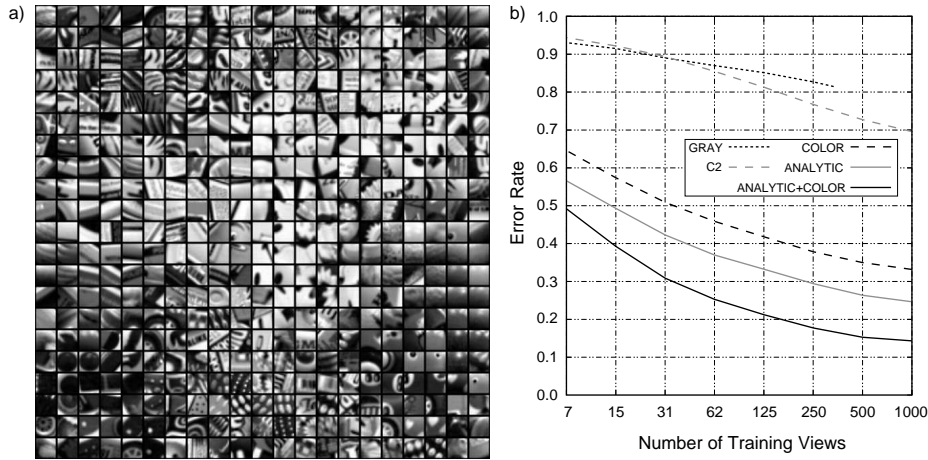 a)
b)
1.0
0.9
0.8
0.7
0.6
0.5
0.4
0.3
0.2
0.1
0.0
Error Rate
GRAY COLOR
C2 ANALYTIC
ANALYTIC+COLOR
7 15 31 62 125 250 500 1000
Number of Training Views